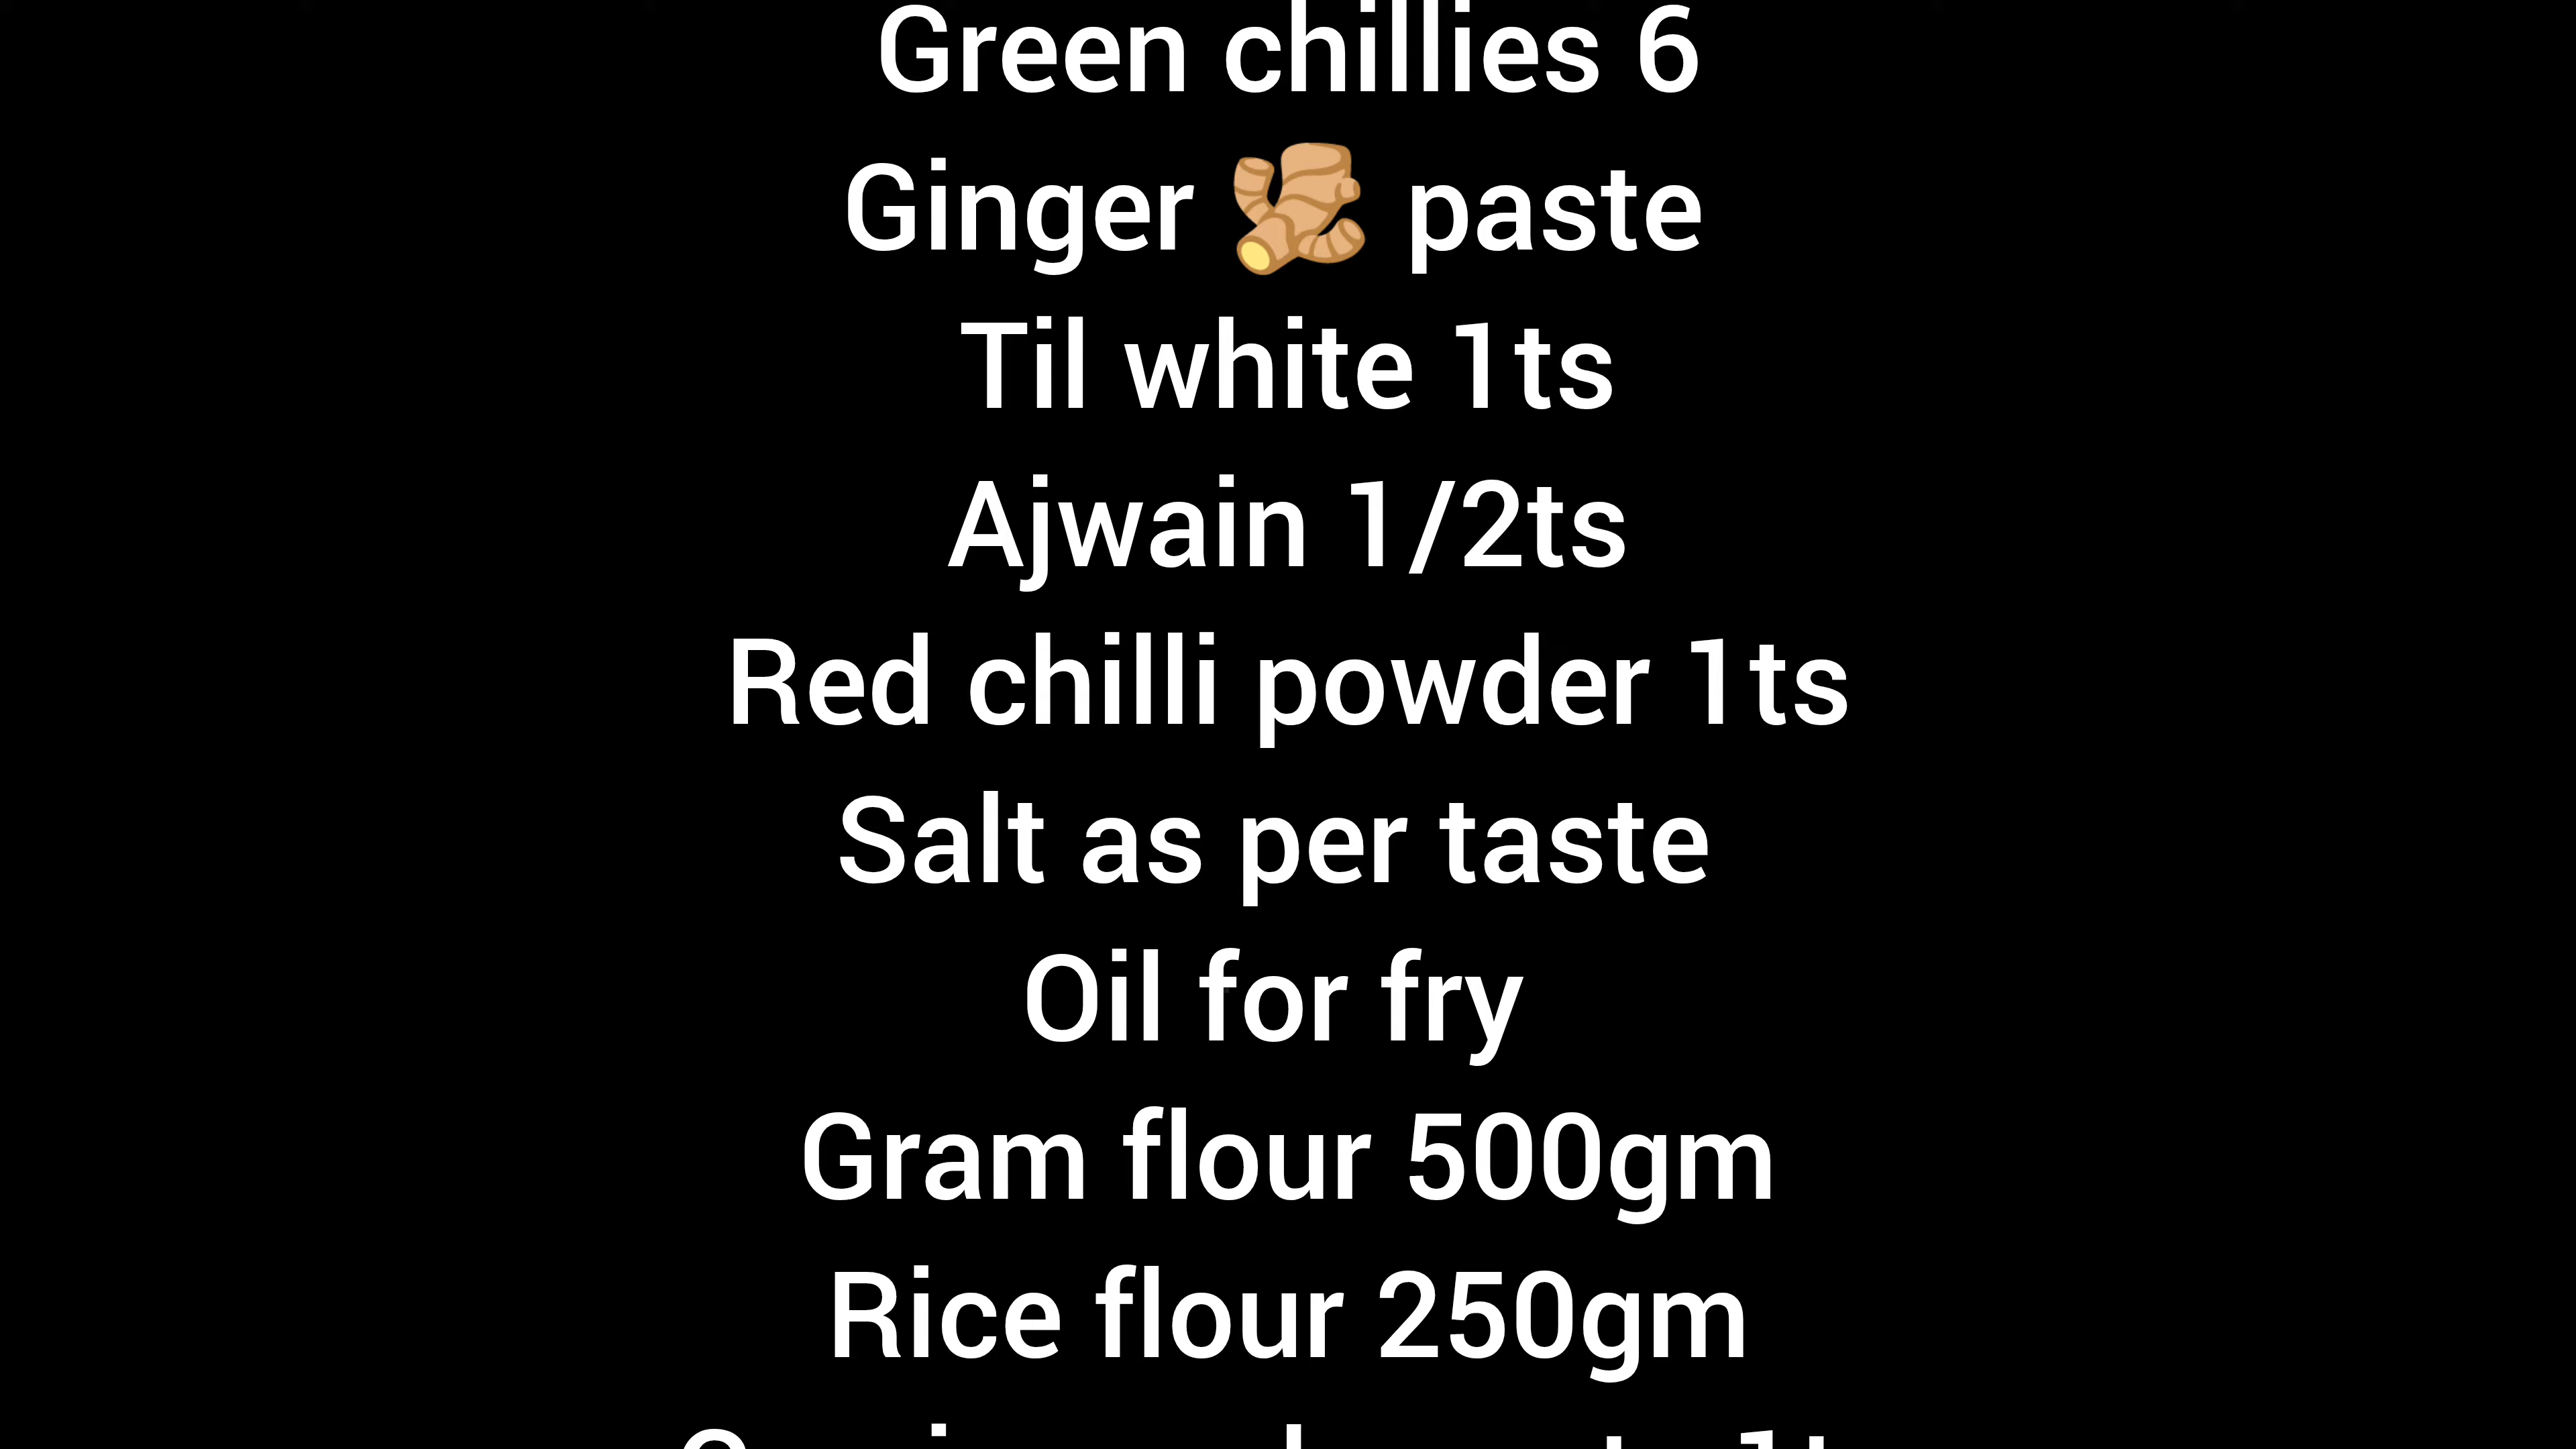 Green chillies 6
Ginger 🫚 paste
Til white 1ts
Ajwain 1/2ts
Red chilli powder 1ts
Salt as per taste
Oil for fry
Gram flour 500gm
Rice flour 250gm